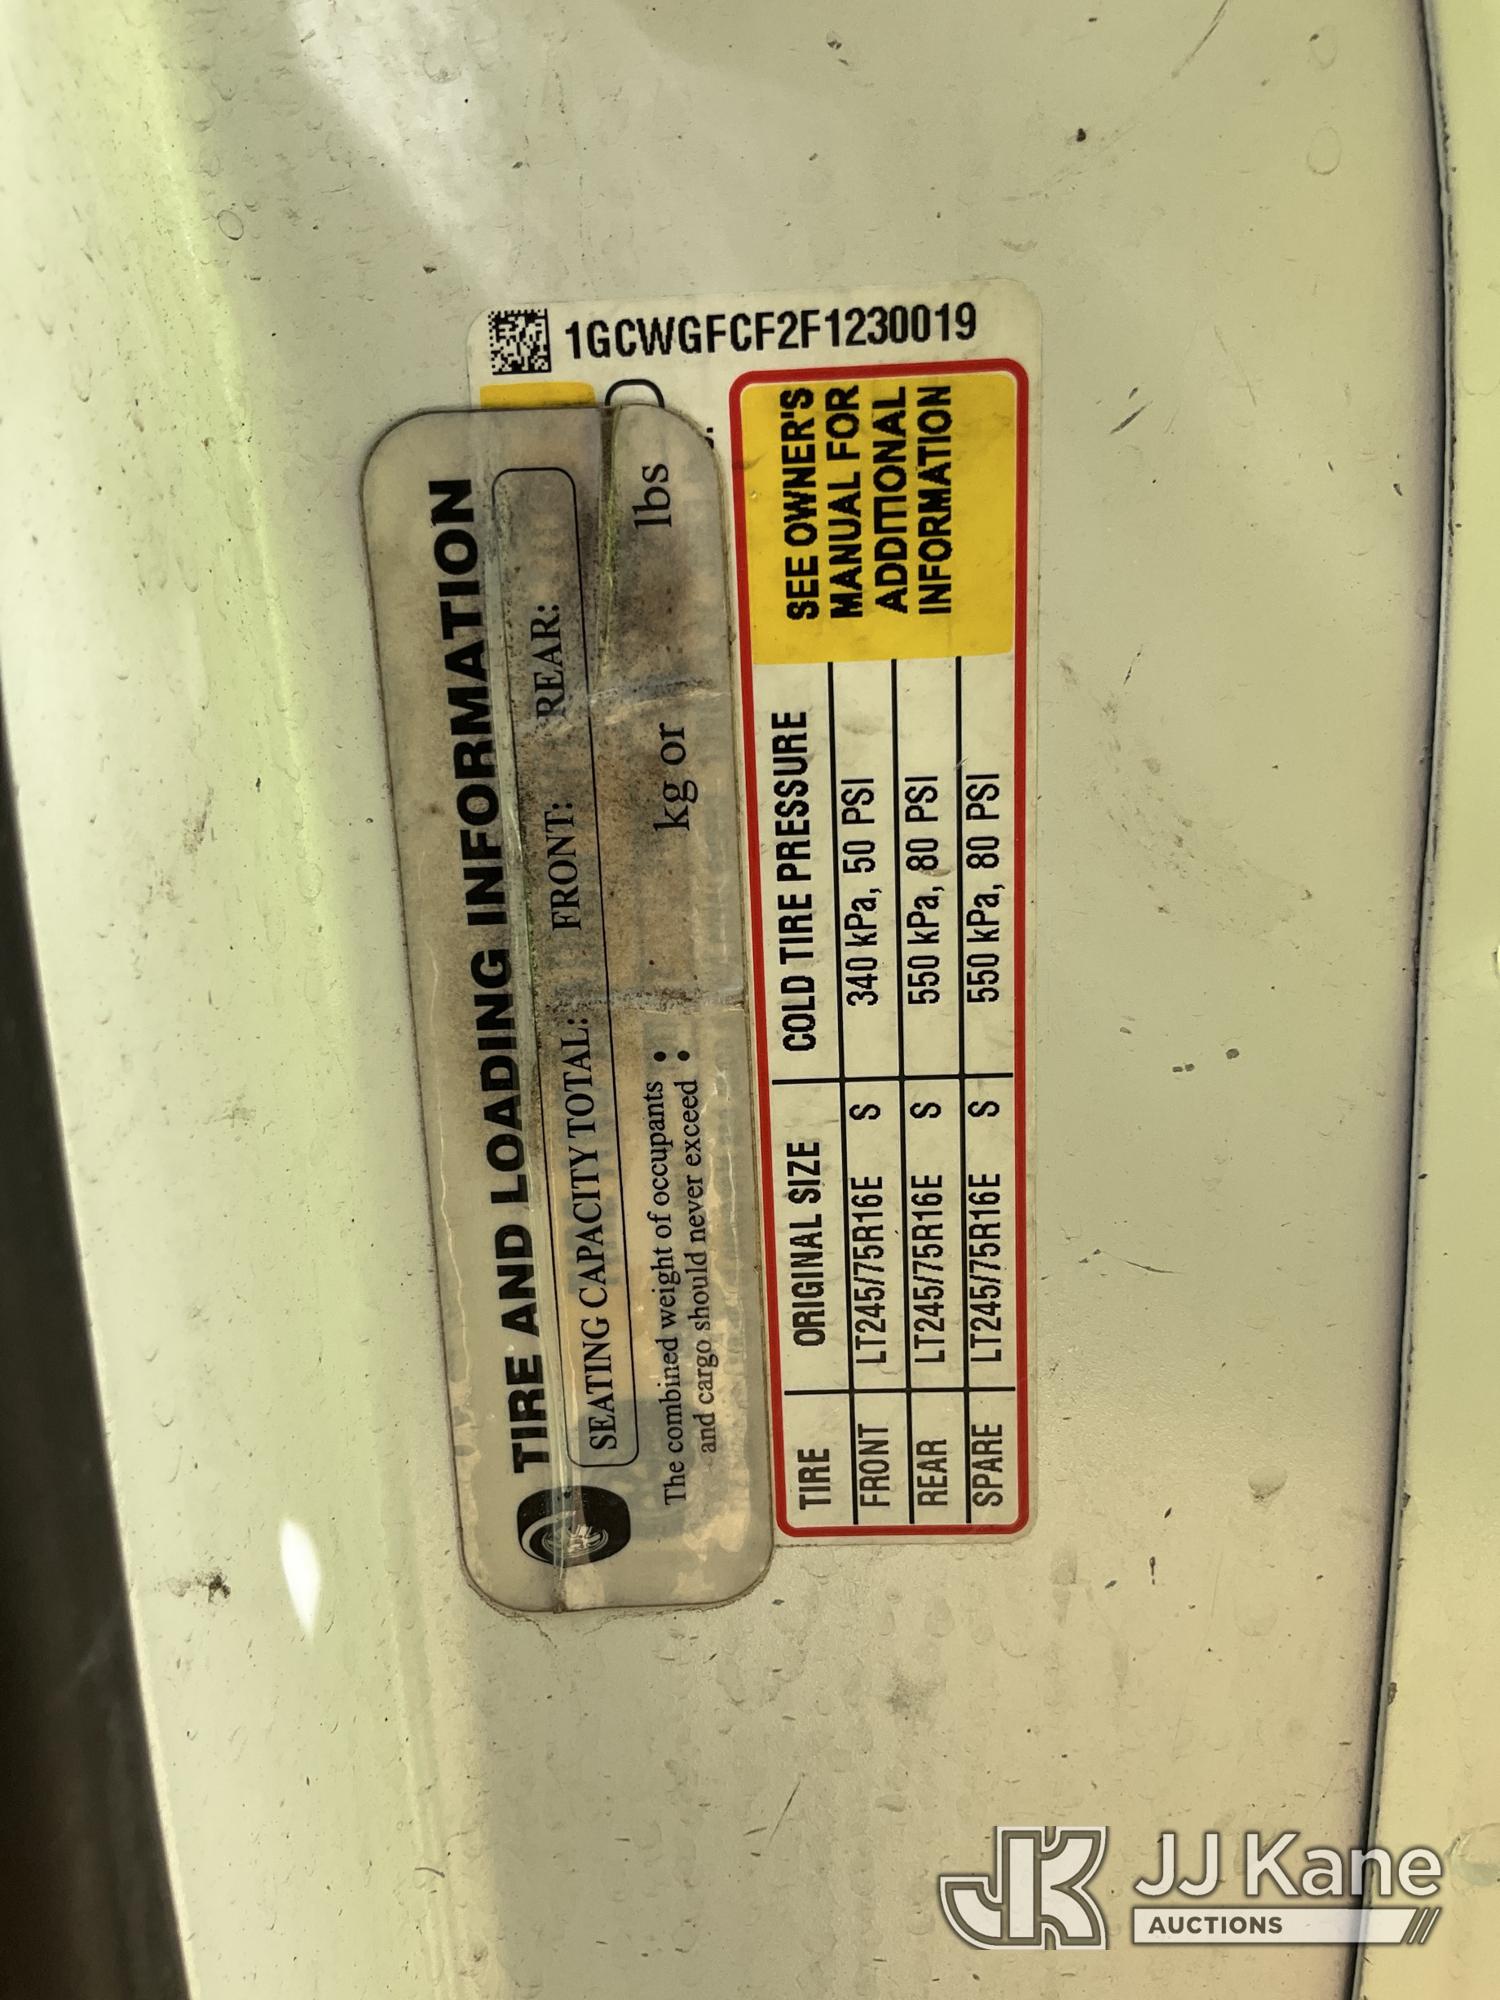 1GCWGFCF2F1230019
TIRE AND LOADING INFORMATION
SEATING CAPACITY TOTAL: FRONT: REAR:
The combined weight of occupants :
and cargo should never exceed : kg or lbs
TIRE ORIGINAL SIZE COLD TIRE PRESSURE
FRONT LT245/75R16E S 340 kPa, 50 PSI
REAR LT245/75R16E S 550 kPa, 80 PSI
SPARE LT245/75R16E S 550 kPa, 80 PSI
SEE OWNER'S
MANUAL FOR
ADDITIONAL
INFORMATION
JK JJ Kane
AUCTIONS